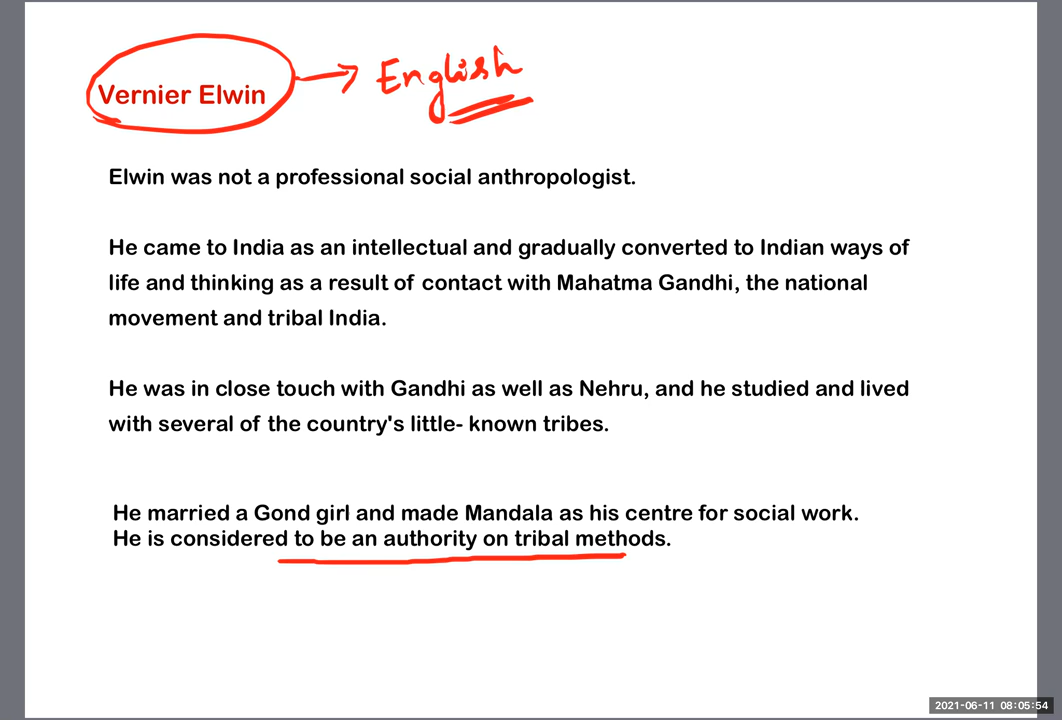 Vernier Elwin
English
Elwin was not a professional social anthropologist.
He came to India as an intellectual and gradually converted to Indian ways of
life and thinking as a result of contact with Mahatma Gandhi, the national
movement and tribal India.
He was in close touch with Gandhi as well as Nehru, and he studied and lived
with several of the country's little- known tribes.
He married a Gond girl and made Mandala as his centre for social work.
He is considered to be an authority on tribal methods.
2021-06-11 08:05:54